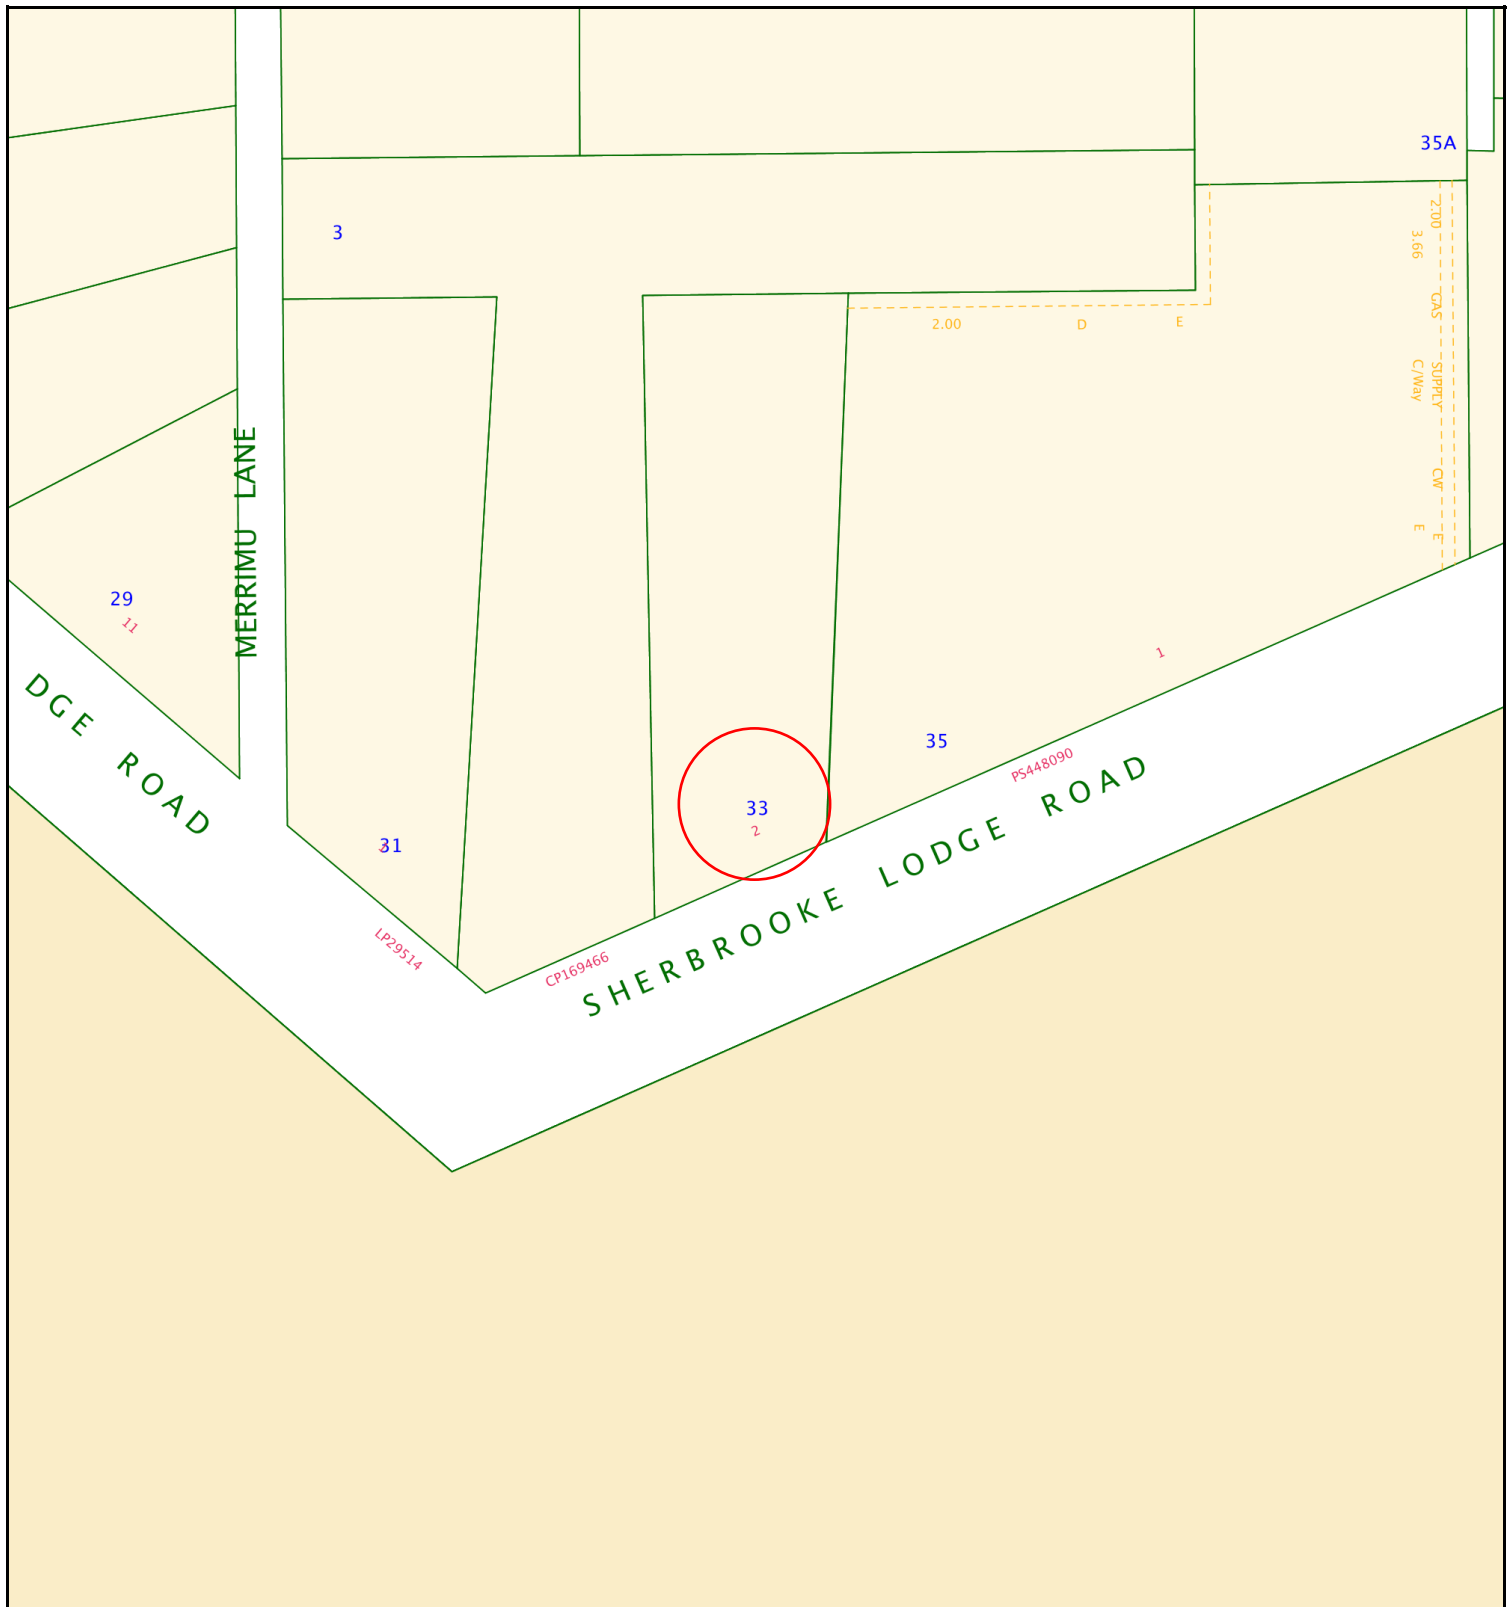 35A
3
2.00
3.66
2.00
D
E
GAS
SUPPLY
C/Way
CW
E
E
MERRIMU LANE
29
11
1
DGE ROAD
35
PS448090
33
2
31
LP29514
CP169466
SHERBROOKE LODGE ROAD